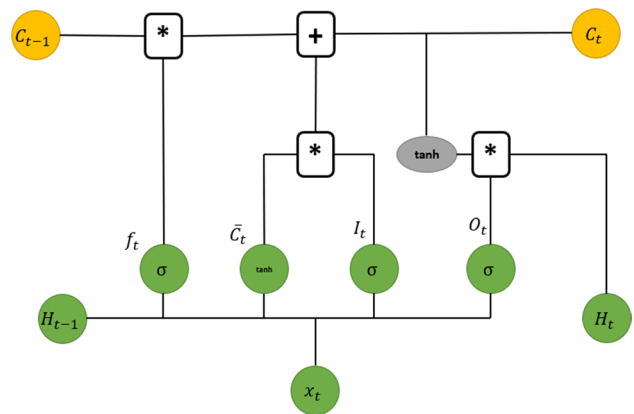 C_{t-1} * + C_t
* tanh *
f_t C̄_t I_t O_t
σ tanh σ σ
H_{t-1} H_t
x_t